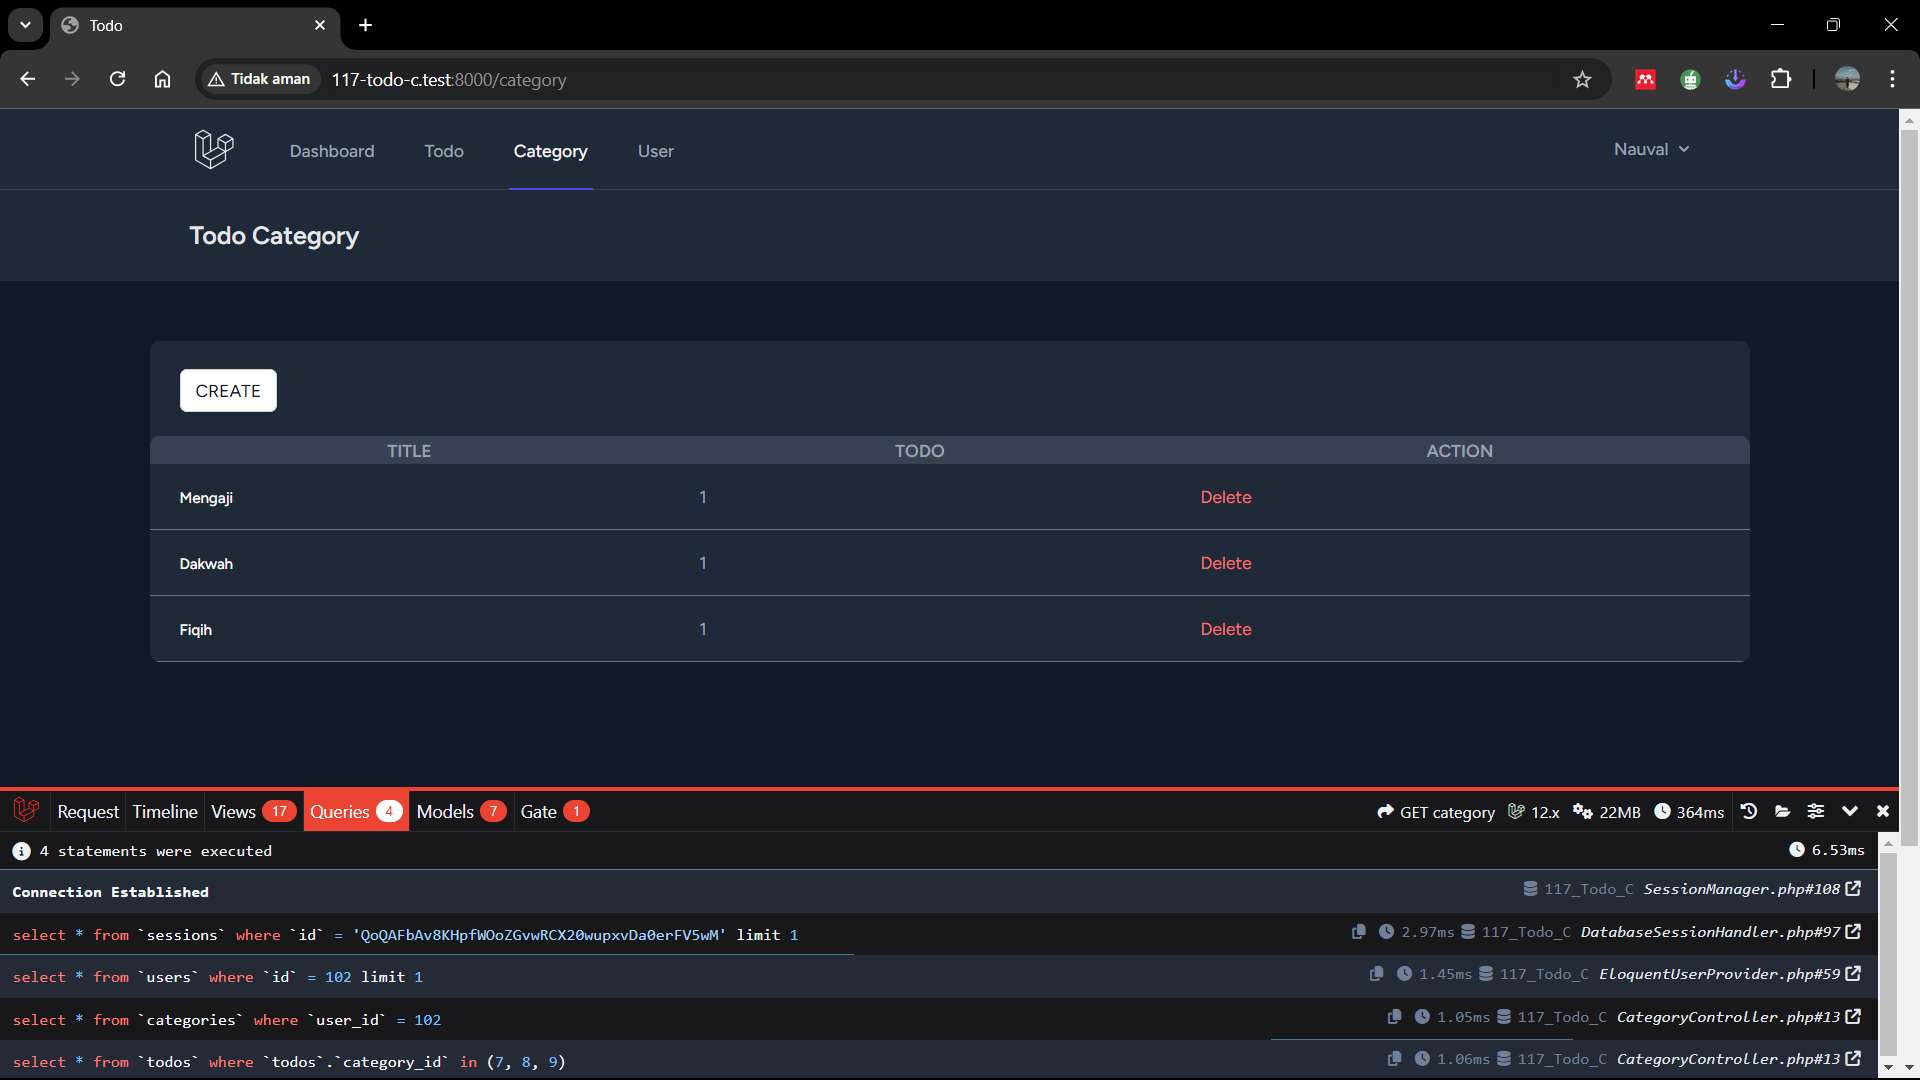 Todo
Tidak aman 117-todo-c.test:8000/category
Dashboard Todo Category User Nauval
Todo Category
CREATE
TITLE TODO ACTION
Mengaji 1 Delete
Dakwah 1 Delete
Fiqih 1 Delete
Request Timeline Views 17 Queries 4 Models 7 Gate 1 GET category 12.x 22MB 364ms
4 statements were executed 6.53ms
Connection Established 117_Todo_C SessionManager.php#108
select * from `sessions` where `id` = 'QoQAFbAv8KHpfWOoZGvwRCX20wupxvDa0erFV5wM' limit 1 2.97ms 117_Todo_C DatabaseSessionHandler.php#97
select * from `users` where `id` = 102 limit 1 1.45ms 117_Todo_C EloquentUserProvider.php#59
select * from `categories` where `user_id` = 102 1.05ms 117_Todo_C CategoryController.php#13
select * from `todos` where `todos`.`category_id` in (7, 8, 9) 1.06ms 117_Todo_C CategoryController.php#13